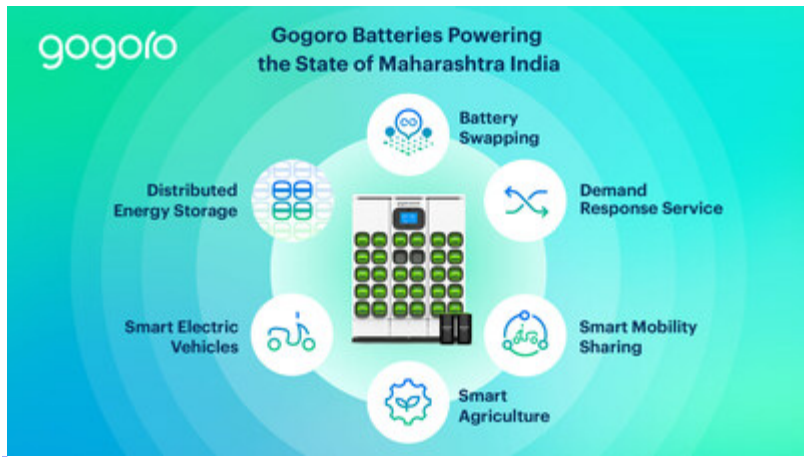 gogoro
Gogoro Batteries Powering
the State of Maharashtra India
Battery
Swapping
Distributed
Energy Storage
Demand
Response Service
Smart Electric
Vehicles
Smart Mobility
Sharing
Smart
Agriculture